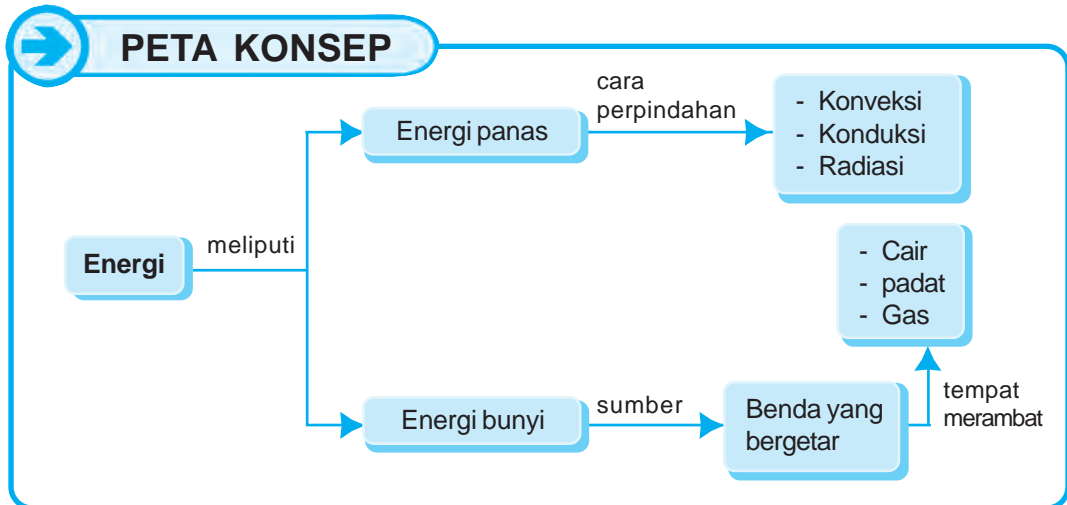 PETA KONSEP
Energi
meliputi
Energi panas
cara
perpindahan
- Konveksi
- Konduksi
- Radiasi
Energi bunyi
sumber
Benda yang
bergetar
tempat
merambat
- Cair
- padat
- Gas